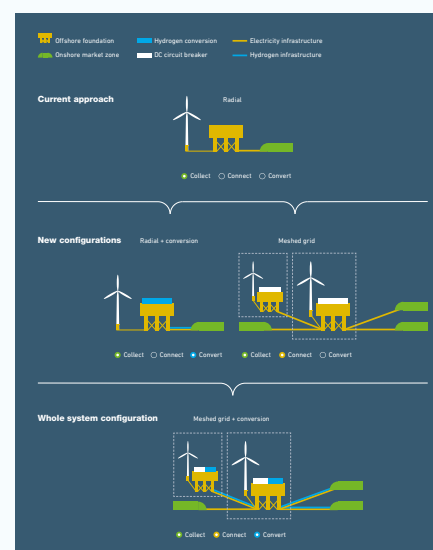 Offshore foundation Hydrogen conversion Electricity infrastructure
Onshore market zone DC circuit breaker Hydrogen infrastructure
Current approach Radial
Collect Connect Convert
New configurations Radial + conversion Meshed grid
Collect Connect Convert Collect Connect Convert
Whole system configuration Meshed grid + conversion
Collect Connect Convert